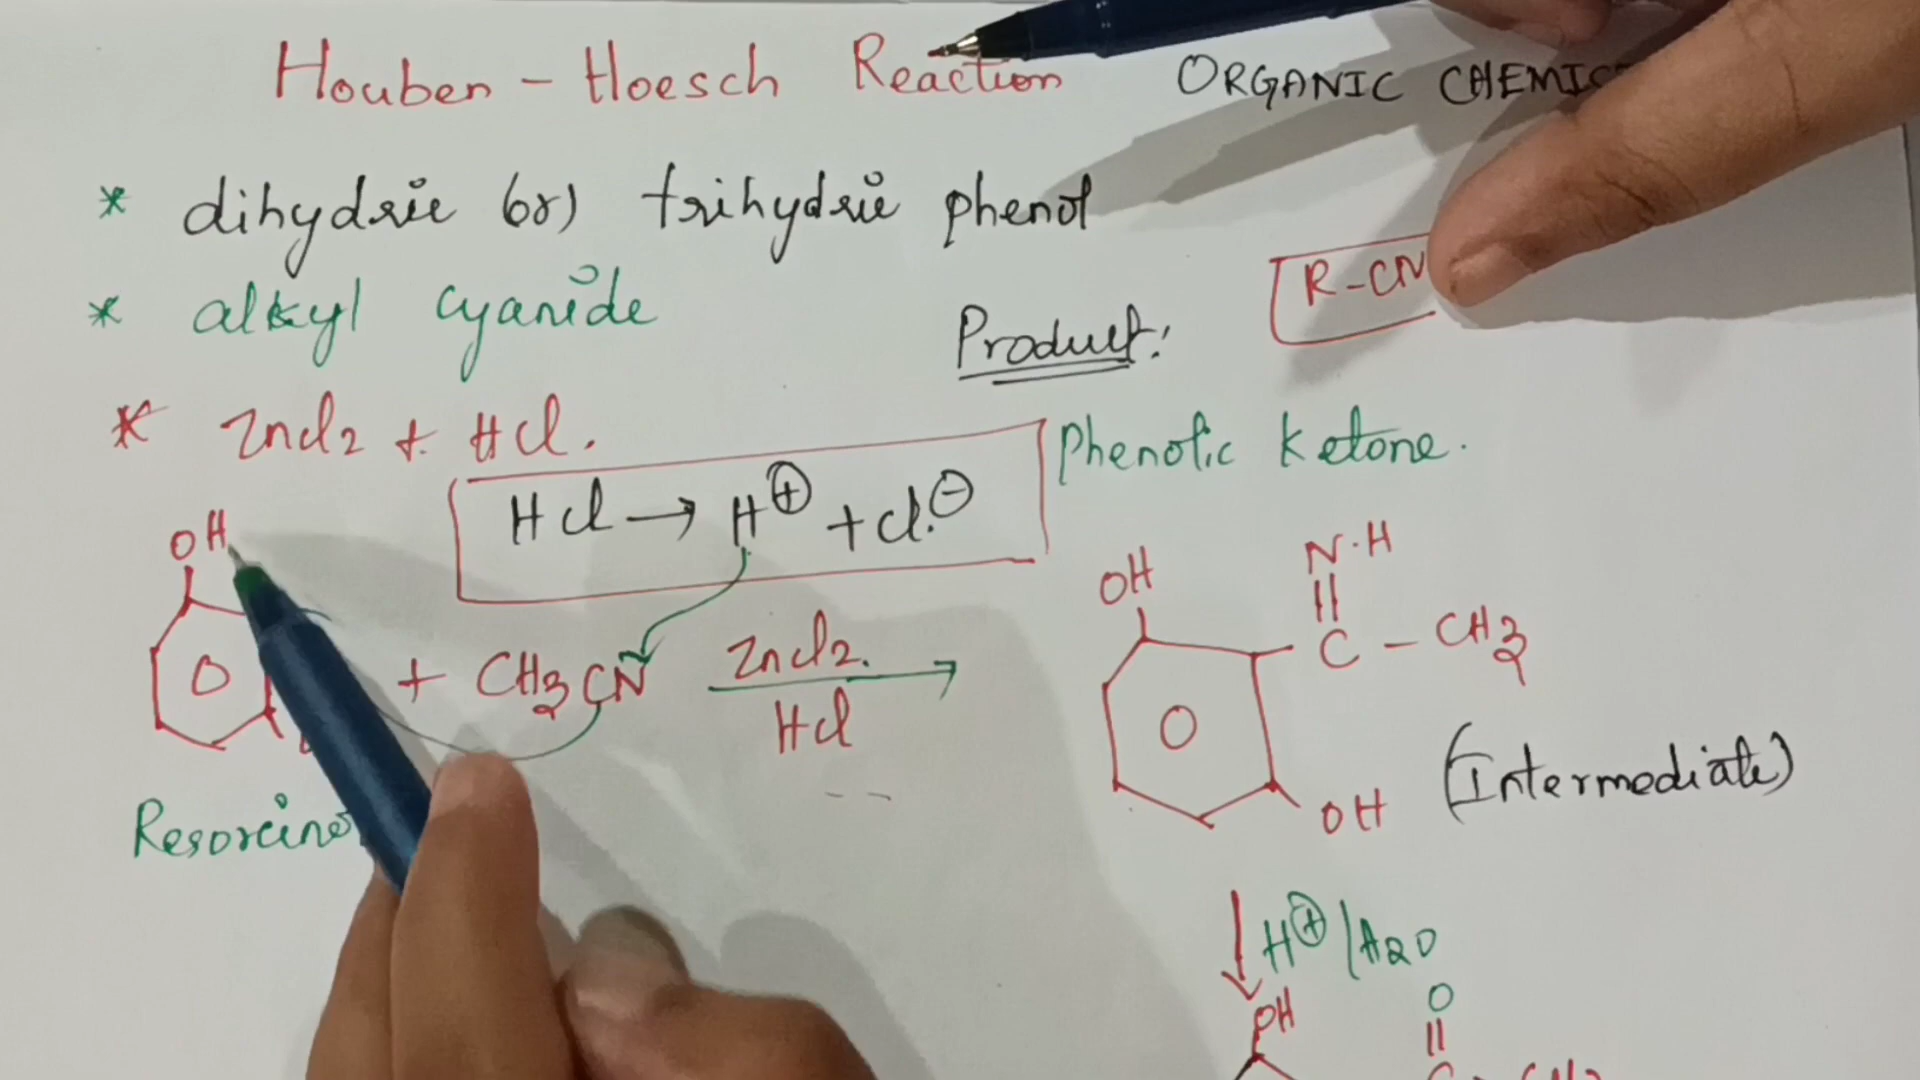 Houben - Hoesch Reaction
ORGANIC
* dihydric (or) trihydric phenol
R-CN
* alkyl cyanide
Product:
* ZnCl2 + HCl.
Phenolic Ketone.
HCl → H⊕ + Cl.⊖
OH
+ CH3CN
ZnCl2.
HCl
OH
N.H
C - CH3
O
OH
(Intermediate)
↓ H⊕ | H2O
OH
O